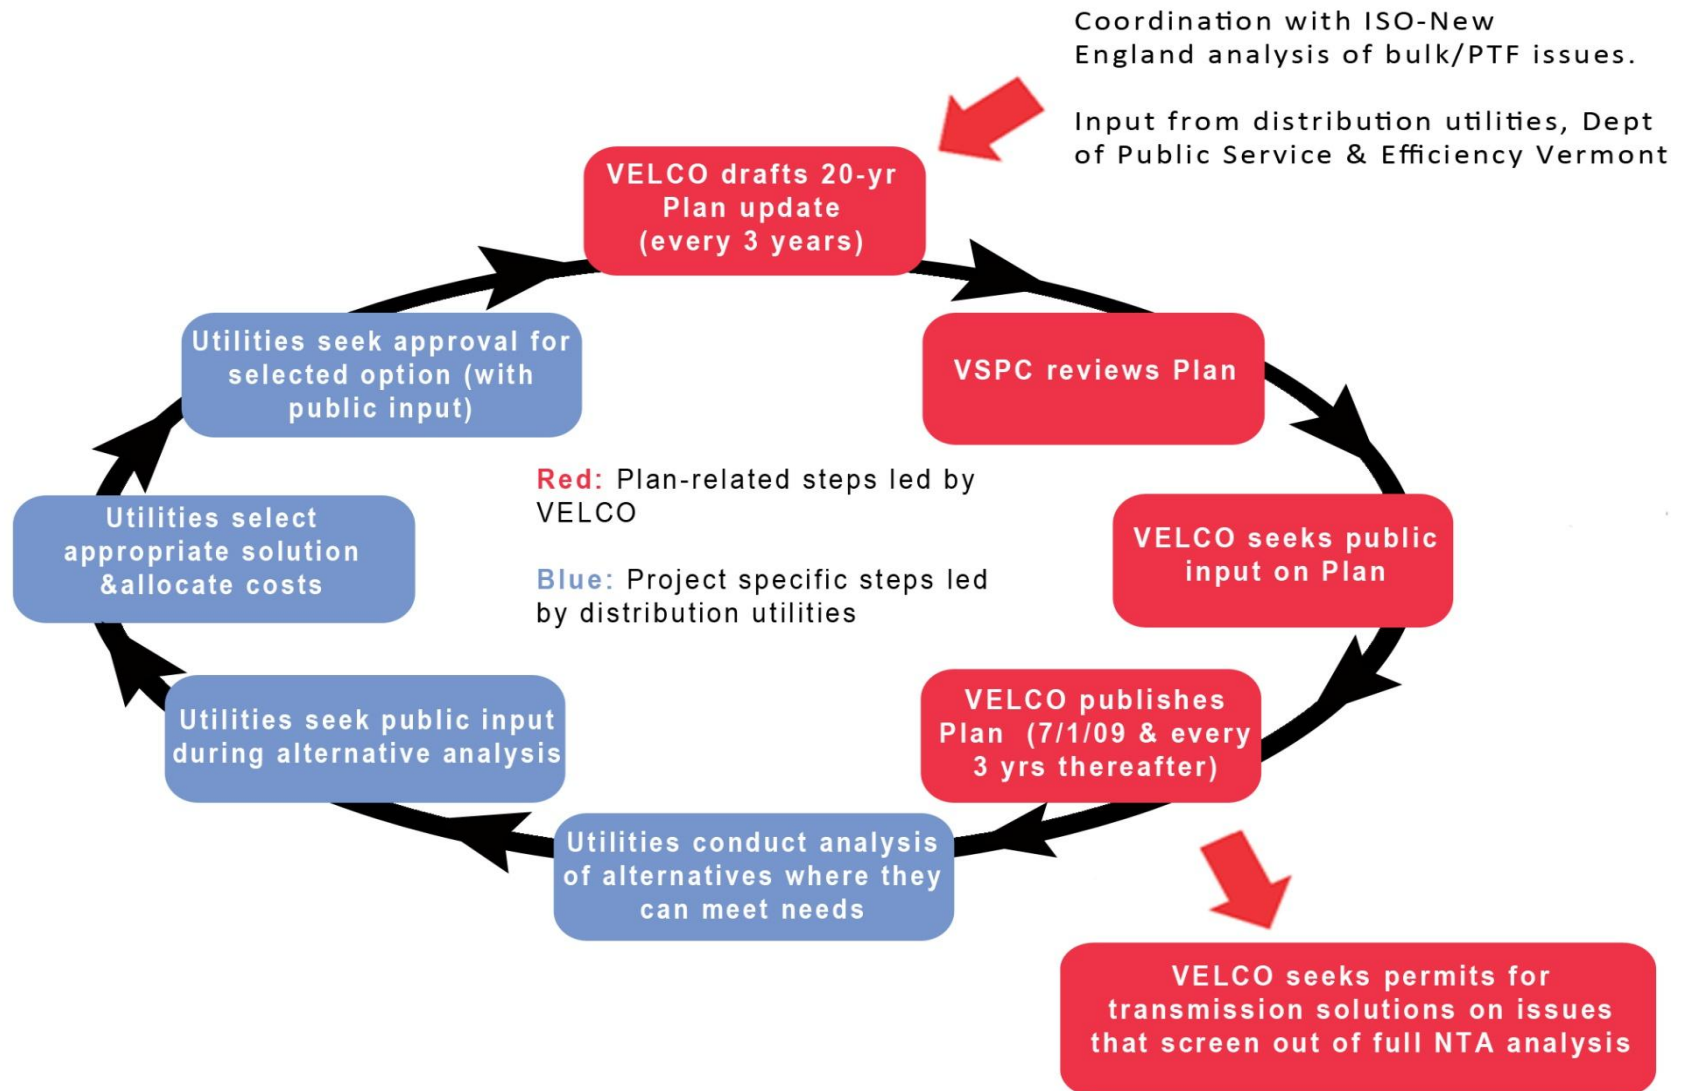 Coordination with ISO-New
England analysis of bulk/PTF issues.
Input from distribution utilities, Dept
of Public Service & Efficiency Vermont
VELCO drafts 20-yr
Plan update
(every 3 years)
VSPC reviews Plan
VELCO seeks public
input on Plan
VELCO publishes
Plan (7/1/09 & every
3 yrs thereafter)
VELCO seeks permits for
transmission solutions on issues
that screen out of full NTA analysis
Utilities conduct analysis
of alternatives where they
can meet needs
Utilities seek public input
during alternative analysis
Utilities select
appropriate solution
&allocate costs
Utilities seek approval for
selected option (with
public input)
Red: Plan-related steps led by
VELCO
Blue: Project specific steps led
by distribution utilities